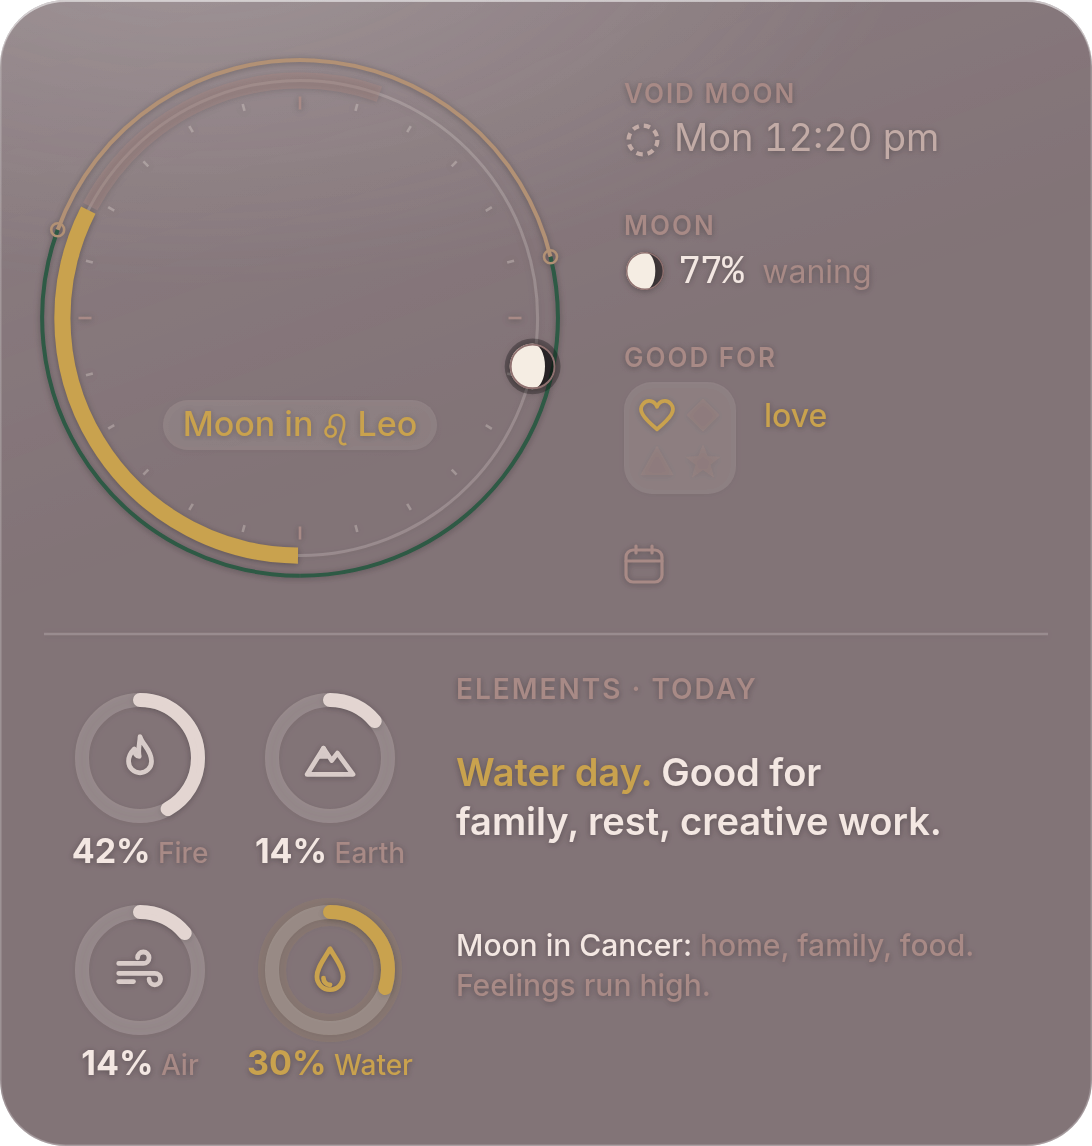 VOID MOON
Mon 12:20 pm
MOON
77% waning
GOOD FOR
love
Moon in ♌ Leo
ELEMENTS · TODAY
Water day. Good for
family, rest, creative work.
42% Fire
14% Earth
Moon in Cancer: home, family, food.
Feelings run high.
14% Air
30% Water